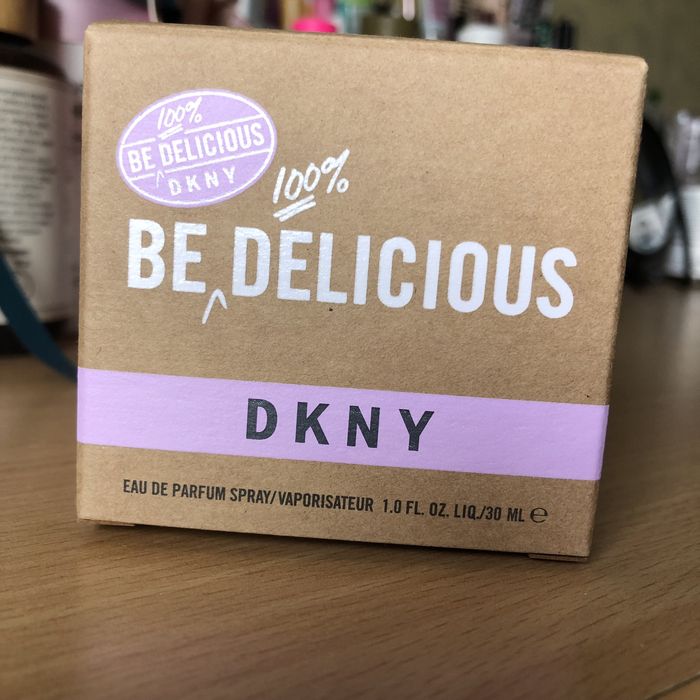 100%
BE DELICIOUS
DKNY
100%
BE DELICIOUS
DKNY
EAU DE PARFUM SPRAY/VAPORISATEUR 1.0 FL. OZ. LIQ./30 ML ℮